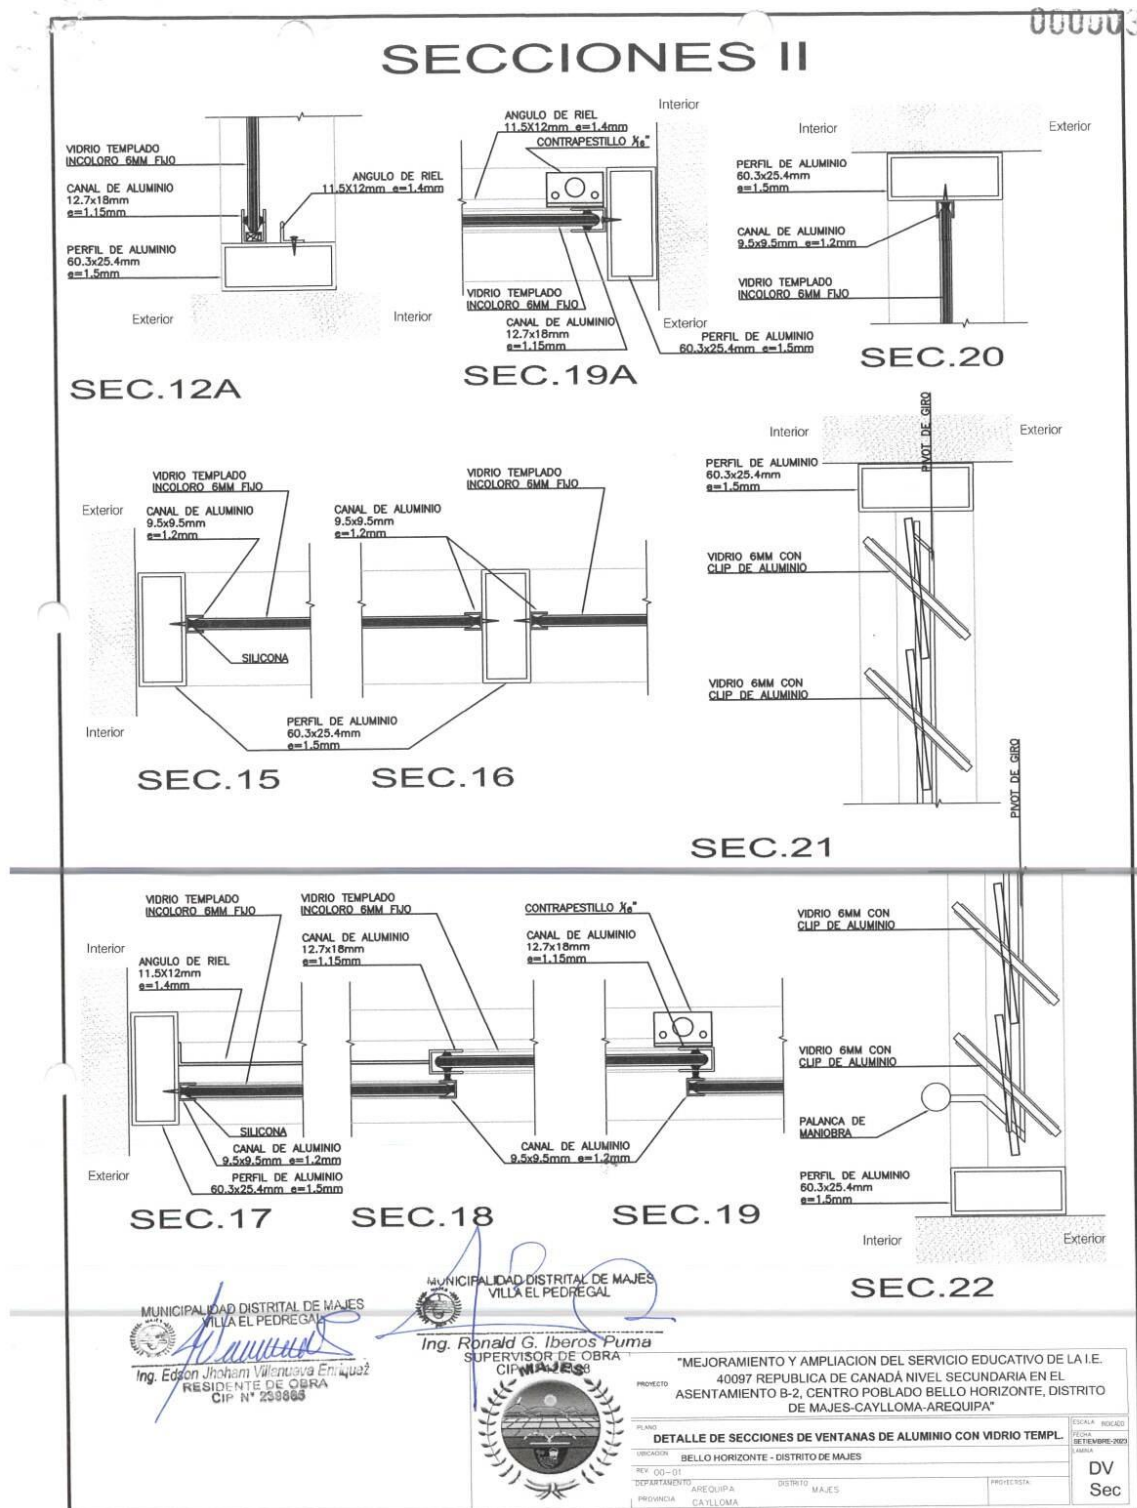 SECCIONES II
VIDRIO TEMPLADO
INCOLORO 6MM FIJO
CANAL DE ALUMINIO
12.7x18mm
e=1.15mm
PERFIL DE ALUMINIO
60.3x25.4mm
e=1.5mm
ANGULO DE RIEL
11.5X12mm e=1.4mm
Exterior
Interior
SEC.12A
ANGULO DE RIEL
11.5X12mm e=1.4mm
CONTRAPESTILLO
Interior
VIDRIO TEMPLADO
INCOLORO 6MM FIJO
CANAL DE ALUMINIO
12.7x18mm
e=1.15mm
Exterior
PERFIL DE ALUMINIO
60.3x25.4mm e=1.5mm
SEC.19A
Interior
Exterior
PERFIL DE ALUMINIO
60.3x25.4mm
e=1.5mm
CANAL DE ALUMINIO
9.5x9.5mm e=1.2mm
VIDRIO TEMPLADO
INCOLORO 6MM FIJO
SEC.20
VIDRIO TEMPLADO
INCOLORO 6MM FIJO
Exterior
CANAL DE ALUMINIO
9.5x9.5mm
e=1.2mm
SILICONA
Interior
PERFIL DE ALUMINIO
60.3x25.4mm
e=1.5mm
SEC.15
VIDRIO TEMPLADO
INCOLORO 6MM FIJO
CANAL DE ALUMINIO
9.5x9.5mm
e=1.2mm
SEC.16
PIVOT DE GIRO
Interior
Exterior
PERFIL DE ALUMINIO
60.3x25.4mm
e=1.5mm
VIDRIO 6MM CON
CLIP DE ALUMINIO
VIDRIO 6MM CON
CLIP DE ALUMINIO
SEC.21
VIDRIO TEMPLADO
INCOLORO 6MM FIJO
Interior
ANGULO DE RIEL
11.5X12mm
e=1.4mm
SILICONA
CANAL DE ALUMINIO
9.5x9.5mm e=1.2mm
Exterior
PERFIL DE ALUMINIO
60.3x25.4mm e=1.5mm
SEC.17
VIDRIO TEMPLADO
INCOLORO 6MM FIJO
CANAL DE ALUMINIO
12.7x18mm
e=1.15mm
SEC.18
CONTRAPESTILLO
CANAL DE ALUMINIO
12.7x18mm
e=1.15mm
CANAL DE ALUMINIO
9.5x9.5mm e=1.2mm
SEC.19
PIVOT DE GIRO
VIDRIO 6MM CON
CLIP DE ALUMINIO
VIDRIO 6MM CON
CLIP DE ALUMINIO
PALANCA DE
MANIOBRA
PERFIL DE ALUMINIO
60.3x25.4mm
e=1.5mm
Interior
Exterior
SEC.22
MUNICIPALIDAD DISTRITAL DE MAJES
VILLA EL PEDREGAL
Ing. Edson Jhoham Villanueva Enriquez
RESIDENTE DE OBRA
CIP N° 239885
MUNICIPALIDAD DISTRITAL DE MAJES
VILLA EL PEDREGAL
Ing. Ronald G. Iberos Puma
SUPERVISOR DE OBRA
CIP
MAJES
PROYECTO
"MEJORAMIENTO Y AMPLIACION DEL SERVICIO EDUCATIVO DE LA I.E.
40097 REPUBLICA DE CANADÁ NIVEL SECUNDARIA EN EL
ASENTAMIENTO B-2, CENTRO POBLADO BELLO HORIZONTE, DISTRITO
DE MAJES-CAYLLOMA-AREQUIPA"
PLANO
DETALLE DE SECCIONES DE VENTANAS DE ALUMINIO CON VIDRIO TEMPL.
UBICACION BELLO HORIZONTE - DISTRITO DE MAJES
REV. 00-01
DEPARTAMENTO AREQUIPA DISTRITO MAJES PROYECTISTA:
PROVINCIA CAYLLOMA
ESCALA INDICADO
FECHA
SETIEMBRE-2023
LAMINA
DV
Sec